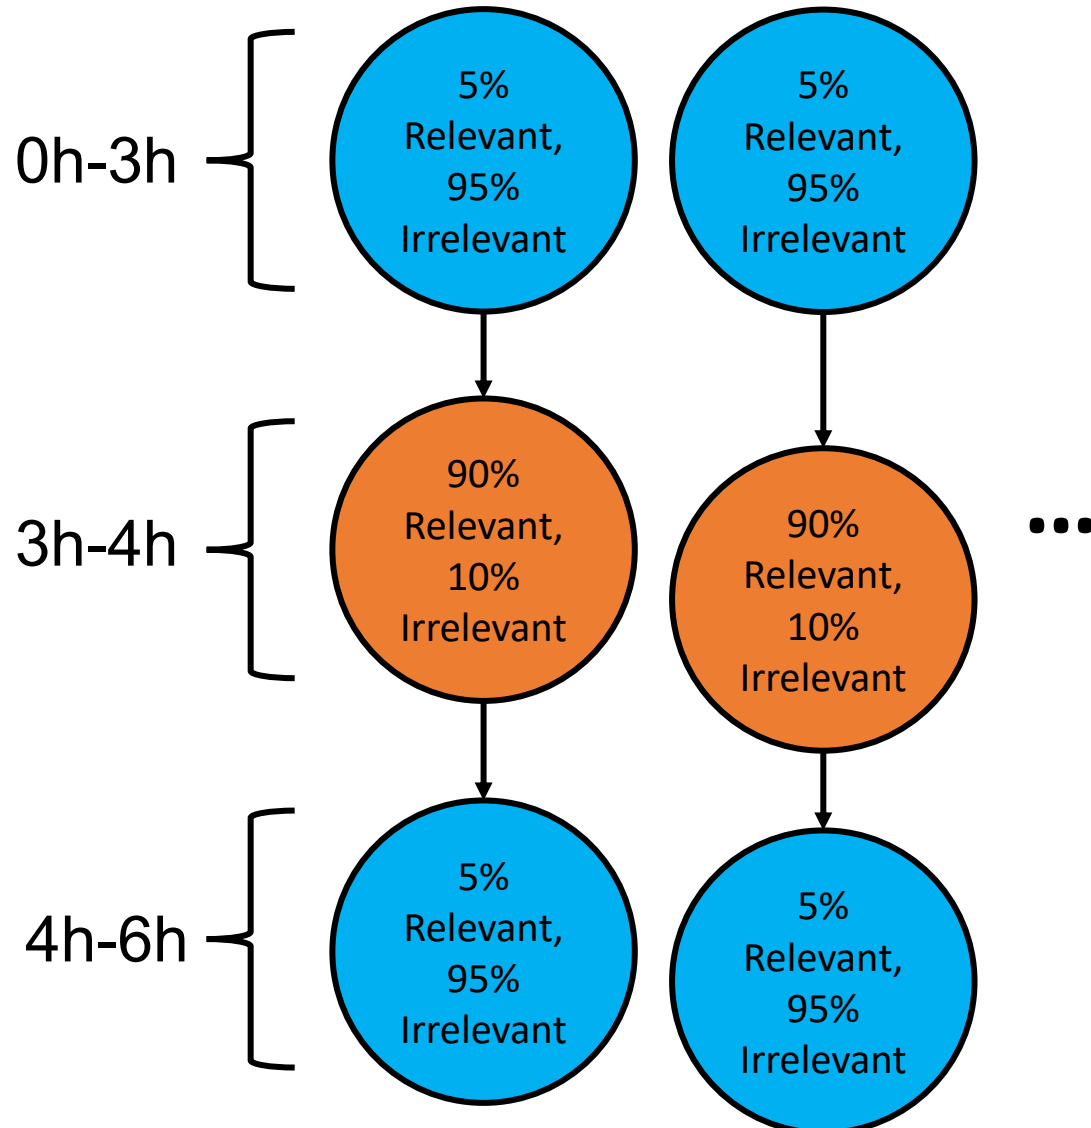 0h-3h
5%
Relevant,
95%
Irrelevant
5%
Relevant,
95%
Irrelevant
3h-4h
90%
Relevant,
10%
Irrelevant
90%
Relevant,
10%
Irrelevant
...
4h-6h
5%
Relevant,
95%
Irrelevant
5%
Relevant,
95%
Irrelevant